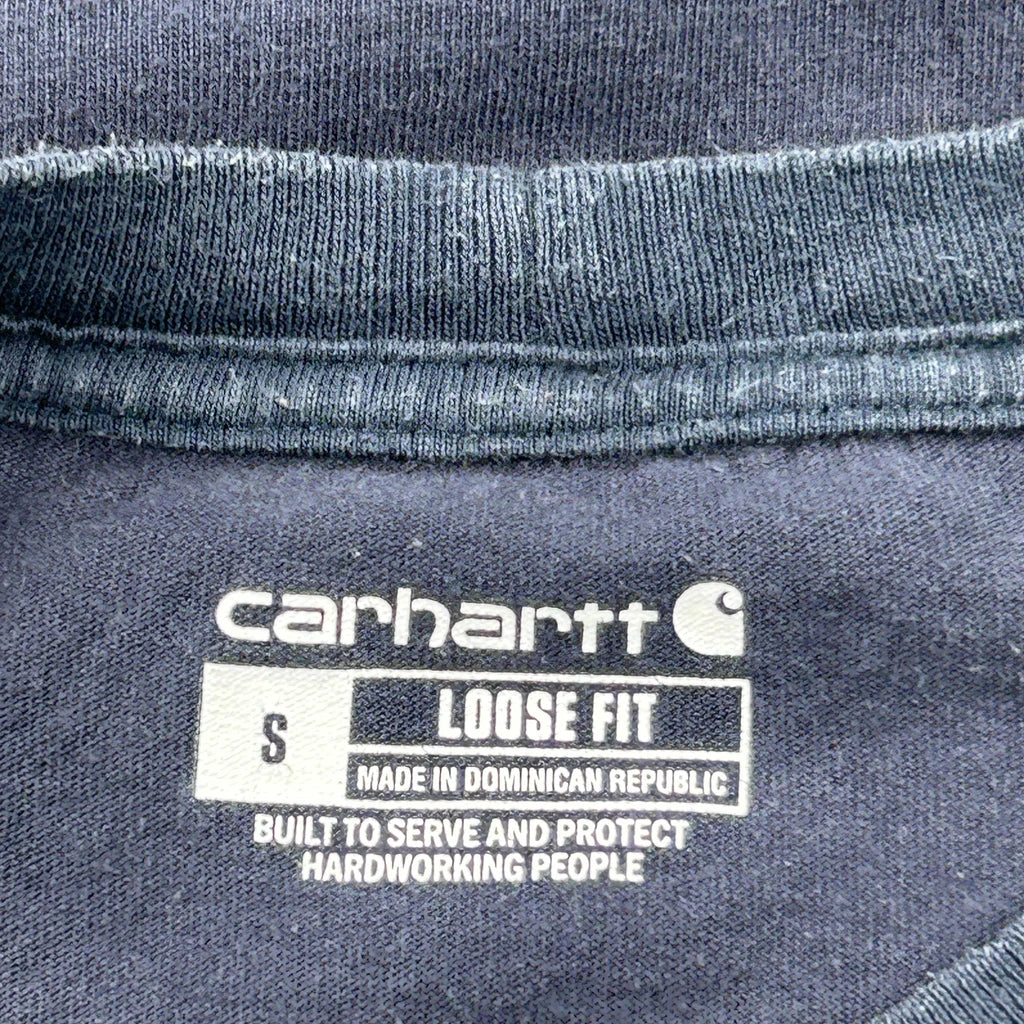 carhartt
S
LOOSE FIT
MADE IN DOMINICAN REPUBLIC
BUILT TO SERVE AND PROTECT
HARDWORKING PEOPLE